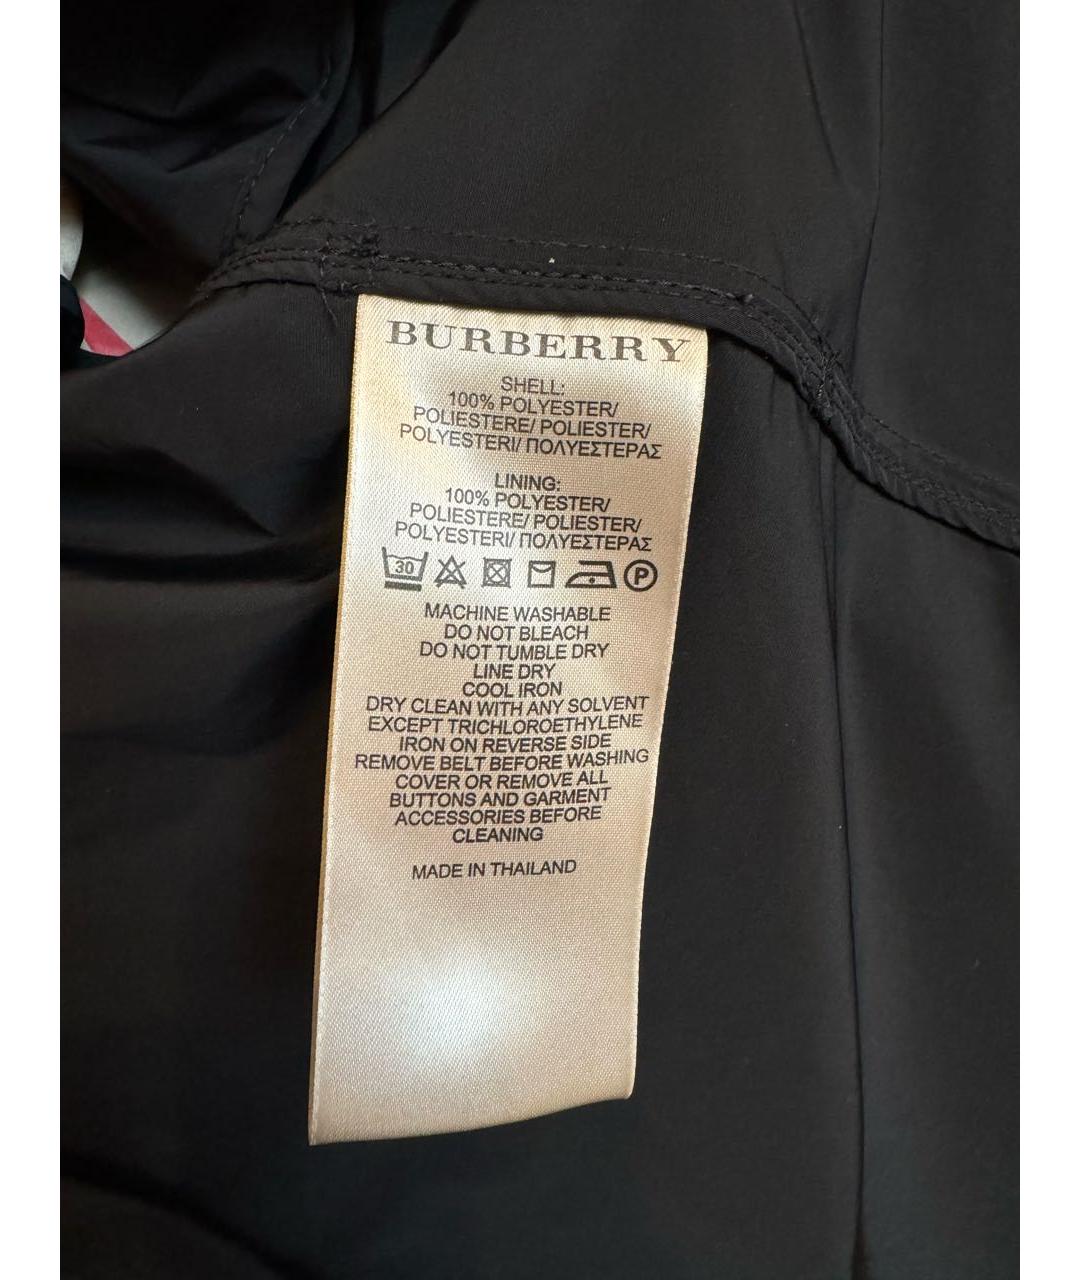 BURBERRY
SHELL:
100% POLYESTER/
POLIESTERE/ POLIESTER/
POLYESTERI/ ΠΟΛΥΕΣΤΕΡΑΣ
LINING:
100% POLYESTER/
POLIESTERE/ POLIESTER/
POLYESTERI/ ΠΟΛΥΕΣΤΕΡΑΣ
30 P
MACHINE WASHABLE
DO NOT BLEACH
DO NOT TUMBLE DRY
LINE DRY
COOL IRON
DRY CLEAN WITH ANY SOLVENT
EXCEPT TRICHLOROETHYLENE
IRON ON REVERSE SIDE
REMOVE BELT BEFORE WASHING
COVER OR REMOVE ALL
BUTTONS AND GARMENT
ACCESSORIES BEFORE
CLEANING
MADE IN THAILAND